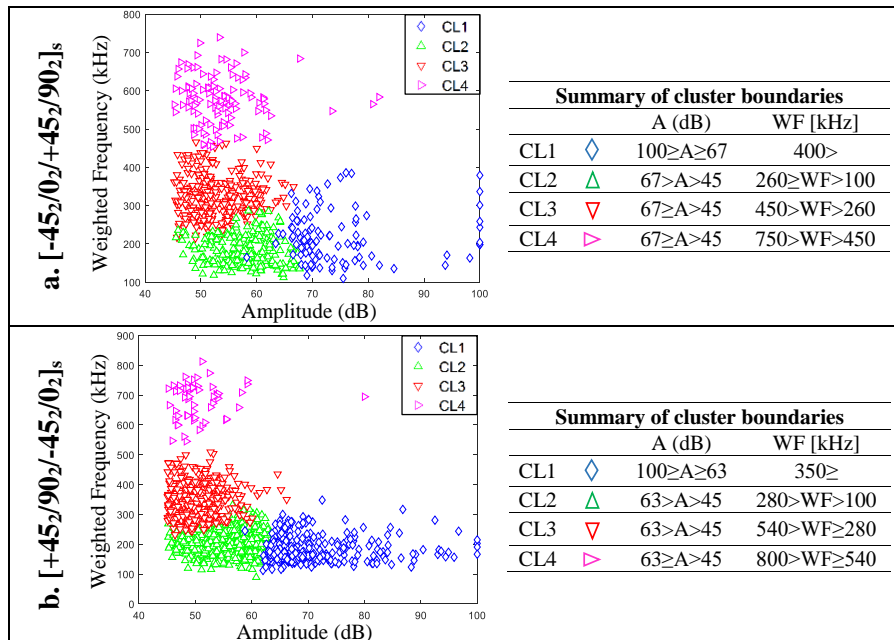 a. [-45₂/0₂/+45₂/90₂]ₛ
Weighted Frequency (kHz)
800
700
600
500
400
300
200
100
40 50 60 70 80 90 100
Amplitude (dB)
CL1
CL2
CL3
CL4
Summary of cluster boundaries
A (dB) WF [kHz]
CL1 100≥A≥67 400>
CL2 67>A>45 260≥WF>100
CL3 67≥A>45 450>WF>260
CL4 67≥A>45 750>WF>450
b. [+45₂/90₂/-45₂/0₂]ₛ
Weighted Frequency (kHz)
900
800
700
600
500
400
300
200
100
0
40 50 60 70 80 90 100
Amplitude (dB)
CL1
CL2
CL3
CL4
Summary of cluster boundaries
A (dB) WF [kHz]
CL1 100≥A≥63 350≥
CL2 63>A>45 280>WF>100
CL3 63>A>45 540>WF≥280
CL4 63≥A>45 800>WF≥540